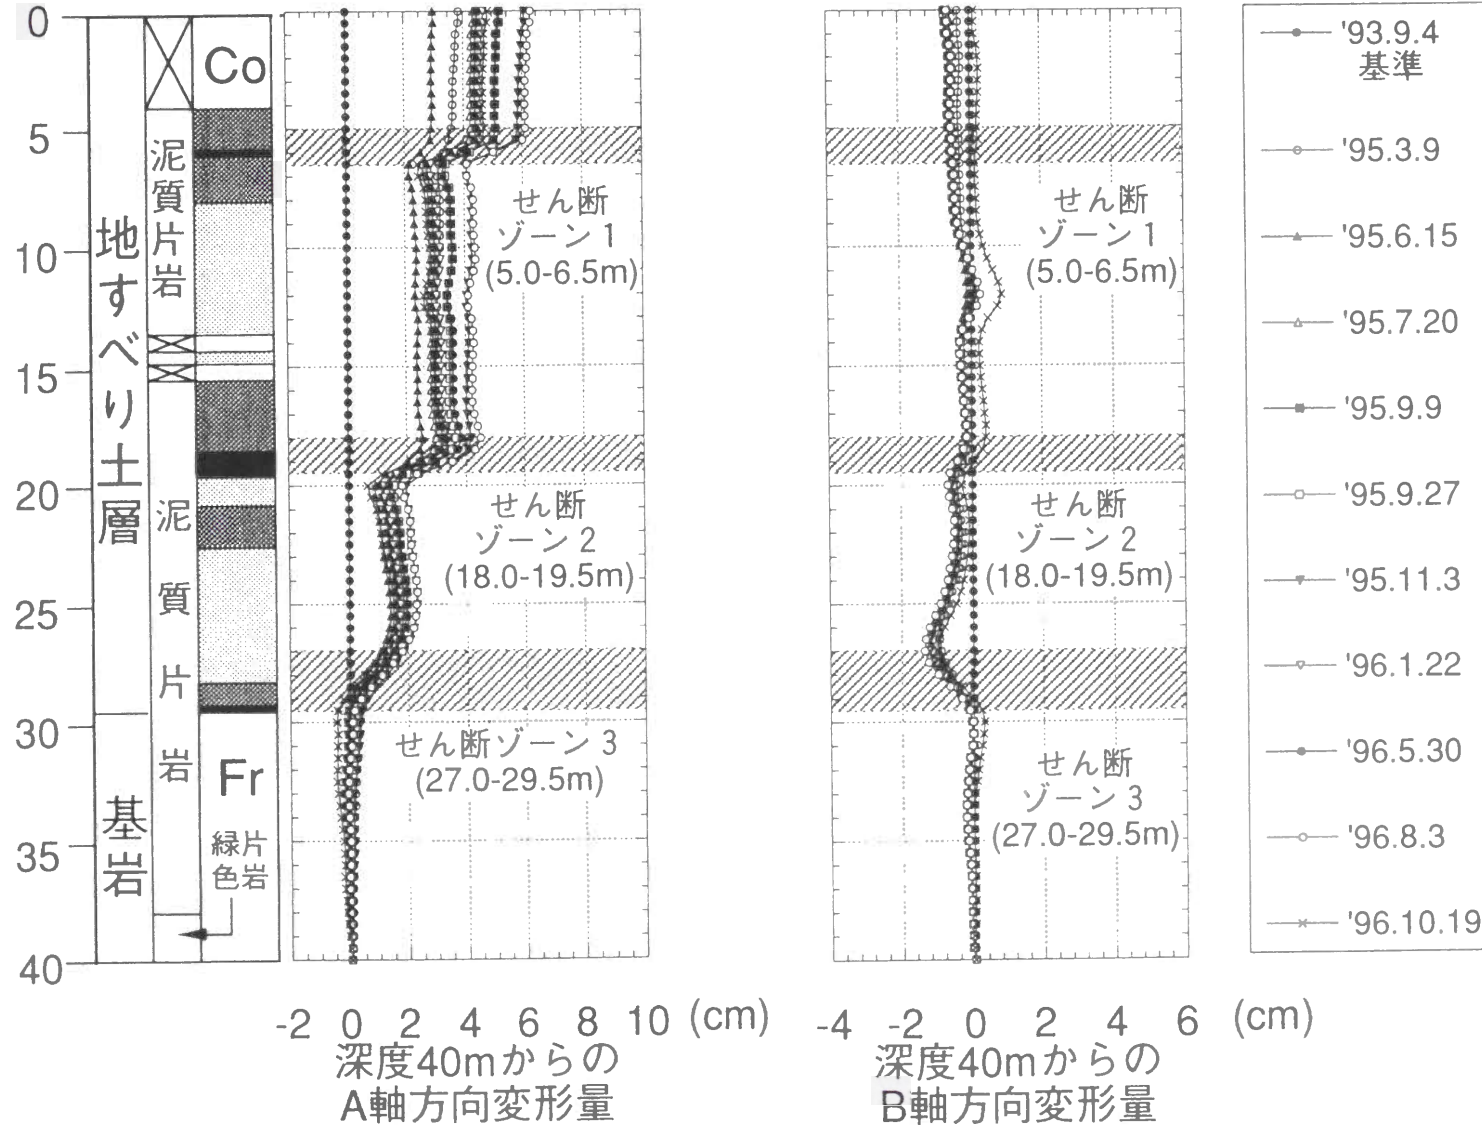 0
5
10
15
20
25
30
35
40
地すべり土層
基岩
泥質片岩
泥質片岩
Co
Fr
緑片
色岩
せん断
ゾーン1
(5.0-6.5m)
せん断
ゾーン2
(18.0-19.5m)
せん断ゾーン3
(27.0-29.5m)
-2 0 2 4 6 8 10 (cm)
深度40mからの
A軸方向変形量
せん断
ゾーン1
(5.0-6.5m)
せん断
ゾーン2
(18.0-19.5m)
せん断
ゾーン3
(27.0-29.5m)
-4 -2 0 2 4 6 (cm)
深度40mからの
B軸方向変形量
'93.9.4
基準
'95.3.9
'95.6.15
'95.7.20
'95.9.9
'95.9.27
'95.11.3
'96.1.22
'96.5.30
'96.8.3
'96.10.19